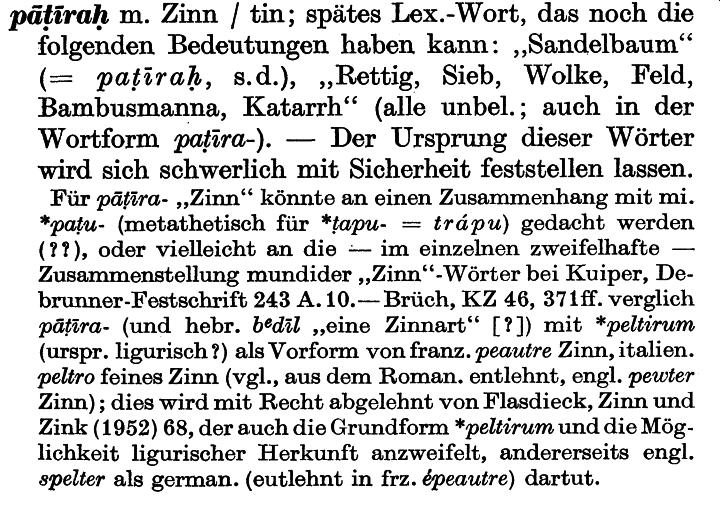 pāṭīraḥ m. Zinn / tin; spätes Lex.-Wort, das noch die
folgenden Bedeutungen haben kann: „Sandelbaum“
(= paṭīraḥ, s.d.), „Rettig, Sieb, Wolke, Feld,
Bambusmanna, Katarrh“ (alle unbel.; auch in der
Wortform paṭīra-). — Der Ursprung dieser Wörter
wird sich schwerlich mit Sicherheit feststellen lassen.
Für pāṭīra- „Zinn“ könnte an einen Zusammenhang mit mi.
*paṭu- (metathetisch für *ṭapu- = trápu) gedacht werden
(??), oder vielleicht an die — im einzelnen zweifelhafte —
Zusammenstellung mundider „Zinn“-Wörter bei Kuiper, De-
brunner-Festschrift 243 A. 10. — Brüch, KZ 46, 371ff. verglich
pāṭīra- (und hebr. bᵉdīl „eine Zinnart“ [?]) mit *peltirum
(urspr. ligurisch?) als Vorform von franz. peautre Zinn, italien.
peltro feines Zinn (vgl., aus dem Roman. entlehnt, engl. pewter
Zinn); dies wird mit Recht abgelehnt von Flasdieck, Zinn und
Zink (1952) 68, der auch die Grundform *peltirum und die Mög-
lichkeit ligurischer Herkunft anzweifelt, andererseits engl.
spelter als german. (eutlehnt in frz. épeautre) dartut.